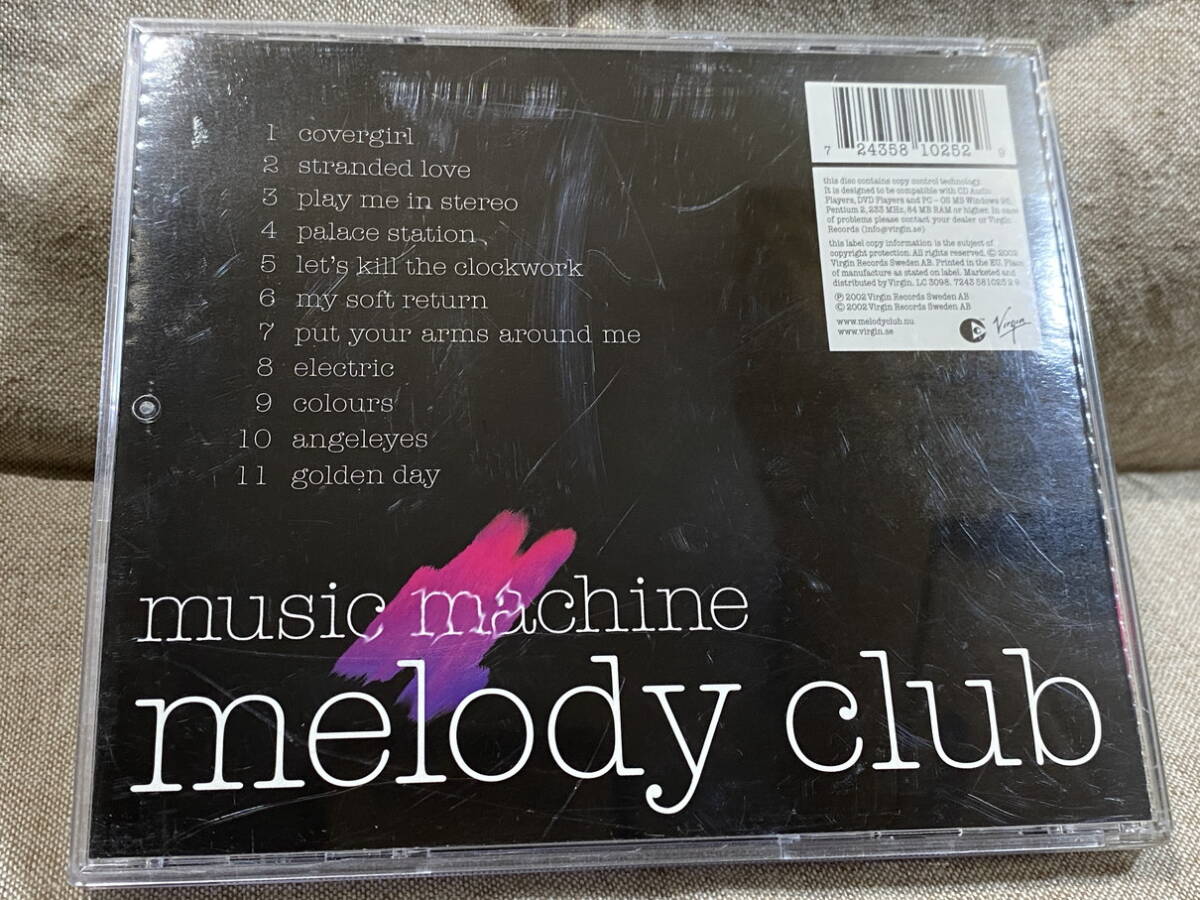 1 covergirl
2 stranded love
3 play me in stereo
4 palace station
5 let's kill the clockwork
6 my soft return
7 put your arms around me
8 electric
9 colours
10 angeleyes
11 golden day
music machine
melody club
7 24358 10252 9
this disc contains copy control technology.
It is designed to be compatible with CD Audio
Players, DVD Players and PC - OS MS Windows 95,
Pentium 2, 233 MHz, 64 MB RAM or higher. In case
of problems please contact your dealer or Virgin
Records (info@virgin.se)
this label copy information is the subject of
copyright protection. All rights reserved. © 2002
Virgin Records Sweden AB. Printed in the EU. Place
of manufacture as stated on label. Marketed and
distributed by Virgin. LC 3098. 7243 581025 2 9
℗ 2002 Virgin Records Sweden AB
© 2002 Virgin Records Sweden AB
www.melodyclub.nu
www.virgin.se
Virgin